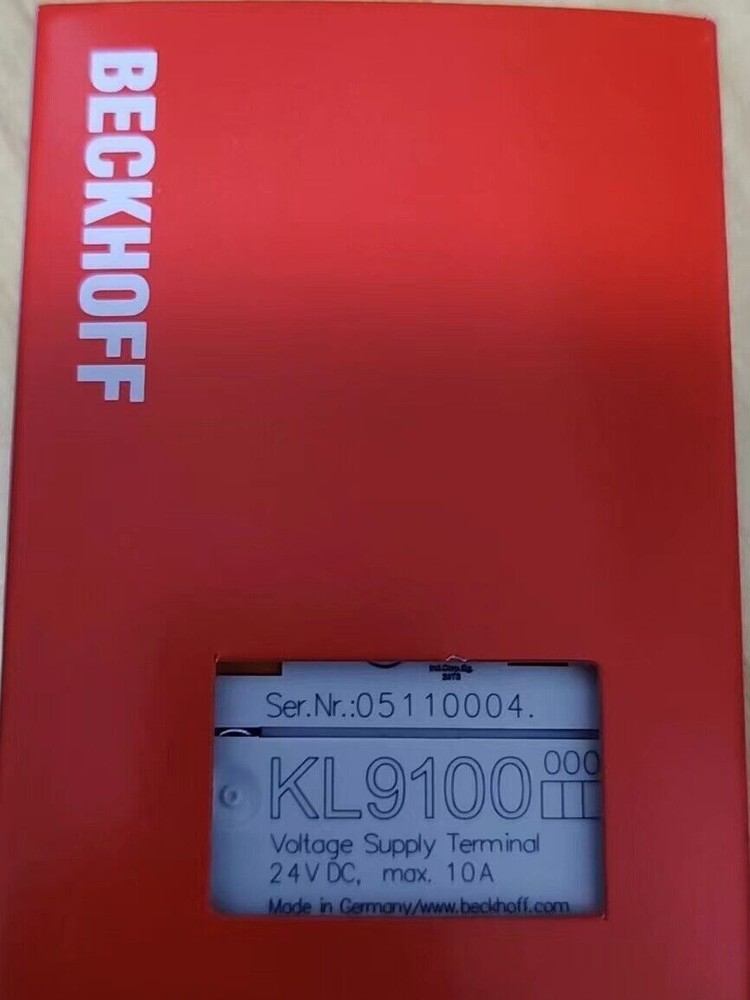 BECKHOFF
Ser.Nr.:05110004.
KL9100 000
Voltage Supply Terminal
24V DC, max. 10A
Made in Germany/www.beckhoff.com